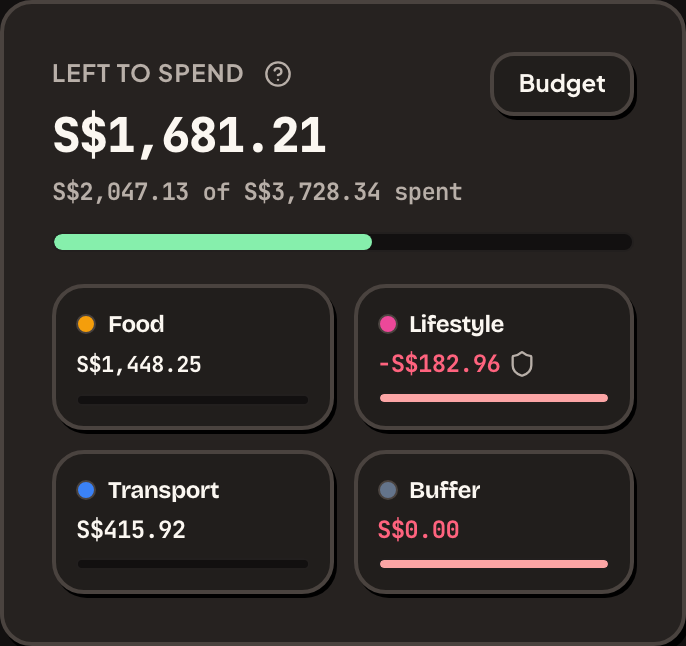 LEFT TO SPEND
Budget
S$1,681.21
S$2,047.13 of S$3,728.34 spent
Food
S$1,448.25
Lifestyle
-S$182.96
Transport
S$415.92
Buffer
S$0.00